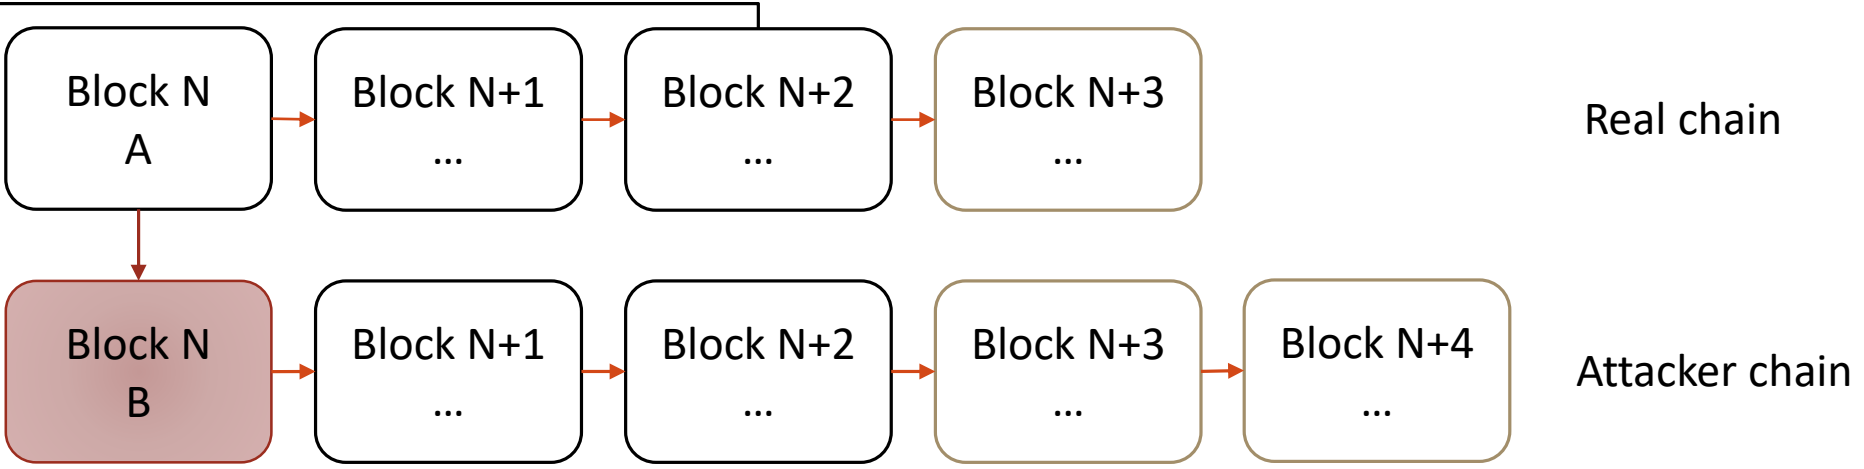 Block N
A
Block N+1
...
Block N+2
...
Block N+3
...
Real chain
Block N
B
Block N+1
...
Block N+2
...
Block N+3
...
Block N+4
...
Attacker chain